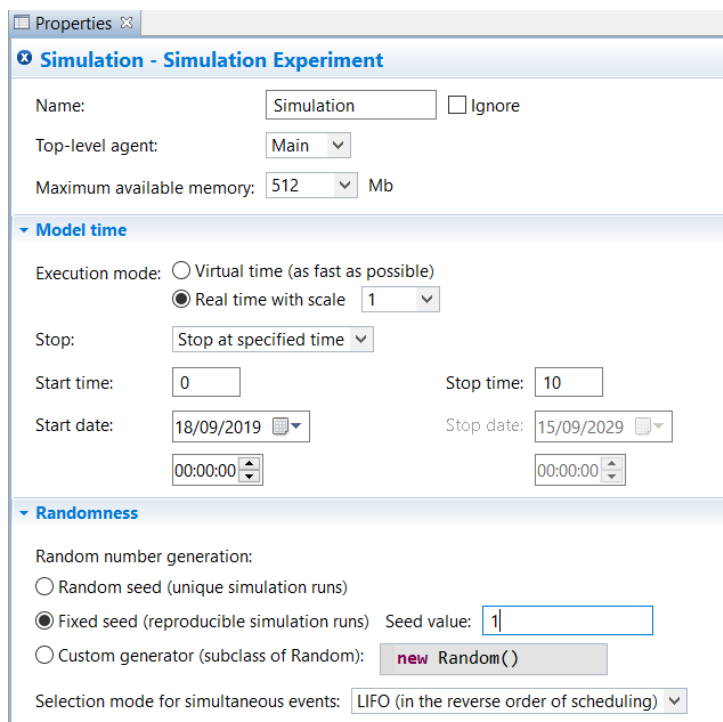 Properties
Simulation - Simulation Experiment
Name: Simulation Ignore
Top-level agent: Main
Maximum available memory: 512 Mb
Model time
Execution mode: Virtual time (as fast as possible)
Real time with scale 1
Stop: Stop at specified time
Start time: 0 Stop time: 10
Start date: 18/09/2019 Stop date: 15/09/2029
00:00:00 00:00:00
Randomness
Random number generation:
Random seed (unique simulation runs)
Fixed seed (reproducible simulation runs) Seed value: 1
Custom generator (subclass of Random): new Random()
Selection mode for simultaneous events: LIFO (in the reverse order of scheduling)